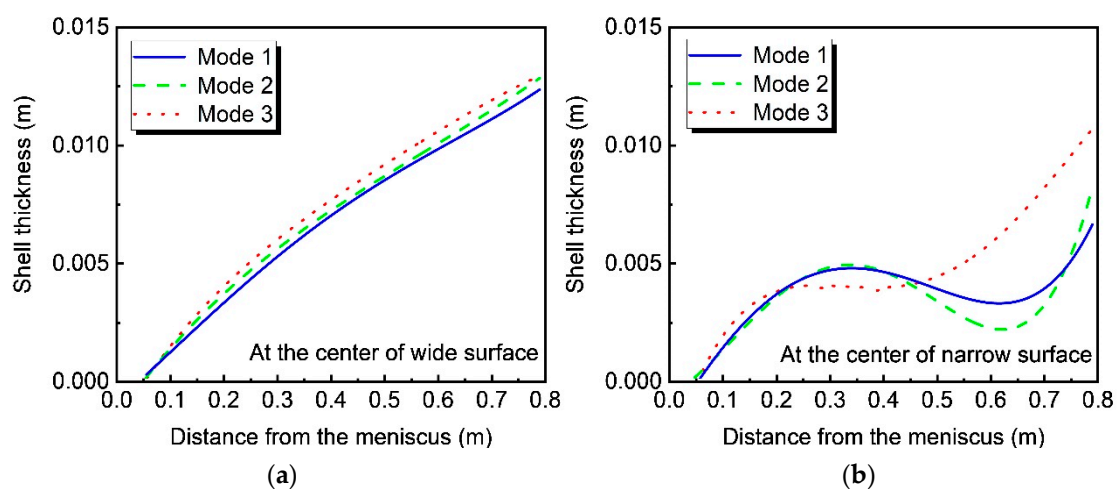 0.015
0.010
0.005
0.000
Shell thickness (m)
Mode 1
Mode 2
Mode 3
At the center of wide surface
0.0 0.1 0.2 0.3 0.4 0.5 0.6 0.7 0.8
Distance from the meniscus (m)
(a)
0.015
0.010
0.005
0.000
Shell thickness (m)
Mode 1
Mode 2
Mode 3
At the center of narrow surface
0.0 0.1 0.2 0.3 0.4 0.5 0.6 0.7 0.8
Distance from the meniscus (m)
(b)